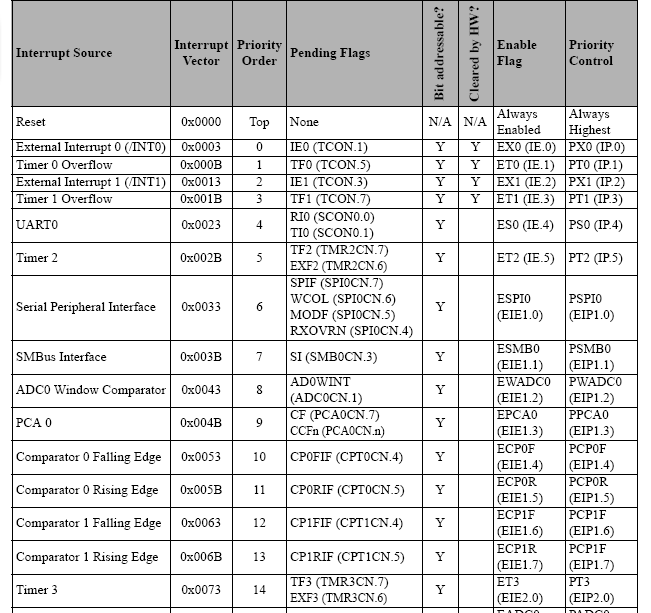 Interrupt Source Interrupt Vector Priority Order Pending Flags Bit addressable? Cleared by HW? Enable Flag Priority Control
Reset 0x0000 Top None N/A N/A Always Enabled Always Highest
External Interrupt 0 (/INT0) 0x0003 0 IE0 (TCON.1) Y Y EX0 (IE.0) PX0 (IP.0)
Timer 0 Overflow 0x000B 1 TF0 (TCON.5) Y Y ET0 (IE.1) PT0 (IP.1)
External Interrupt 1 (/INT1) 0x0013 2 IE1 (TCON.3) Y Y EX1 (IE.2) PX1 (IP.2)
Timer 1 Overflow 0x001B 3 TF1 (TCON.7) Y Y ET1 (IE.3) PT1 (IP.3)
UART0 0x0023 4 RI0 (SCON0.0) TI0 (SCON0.1) Y ES0 (IE.4) PS0 (IP.4)
Timer 2 0x002B 5 TF2 (TMR2CN.7) EXF2 (TMR2CN.6) Y ET2 (IE.5) PT2 (IP.5)
Serial Peripheral Interface 0x0033 6 SPIF (SPI0CN.7) WCOL (SPI0CN.6) MODF (SPI0CN.5) RXOVRN (SPI0CN.4) Y ESPI0 (EIE1.0) PSPI0 (EIP1.0)
SMBus Interface 0x003B 7 SI (SMB0CN.3) Y ESMB0 (EIE1.1) PSMB0 (EIP1.1)
ADC0 Window Comparator 0x0043 8 AD0WINT (ADC0CN.1) Y EWADC0 (EIE1.2) PWADC0 (EIP1.2)
PCA 0 0x004B 9 CF (PCA0CN.7) CCFn (PCA0CN.n) Y EPCA0 (EIE1.3) PPCA0 (EIP1.3)
Comparator 0 Falling Edge 0x0053 10 CP0FIF (CPT0CN.4) Y ECP0F (EIE1.4) PCP0F (EIP1.4)
Comparator 0 Rising Edge 0x005B 11 CP0RIF (CPT0CN.5) Y ECP0R (EIE1.5) PCP0R (EIP1.5)
Comparator 1 Falling Edge 0x0063 12 CP1FIF (CPT1CN.4) Y ECP1F (EIE1.6) PCP1F (EIP1.6)
Comparator 1 Rising Edge 0x006B 13 CP1RIF (CPT1CN.5) Y ECP1R (EIE1.7) PCP1F (EIP1.7)
Timer 3 0x0073 14 TF3 (TMR3CN.7) EXF3 (TMR3CN.6) Y ET3 (EIE2.0) PT3 (EIP2.0)